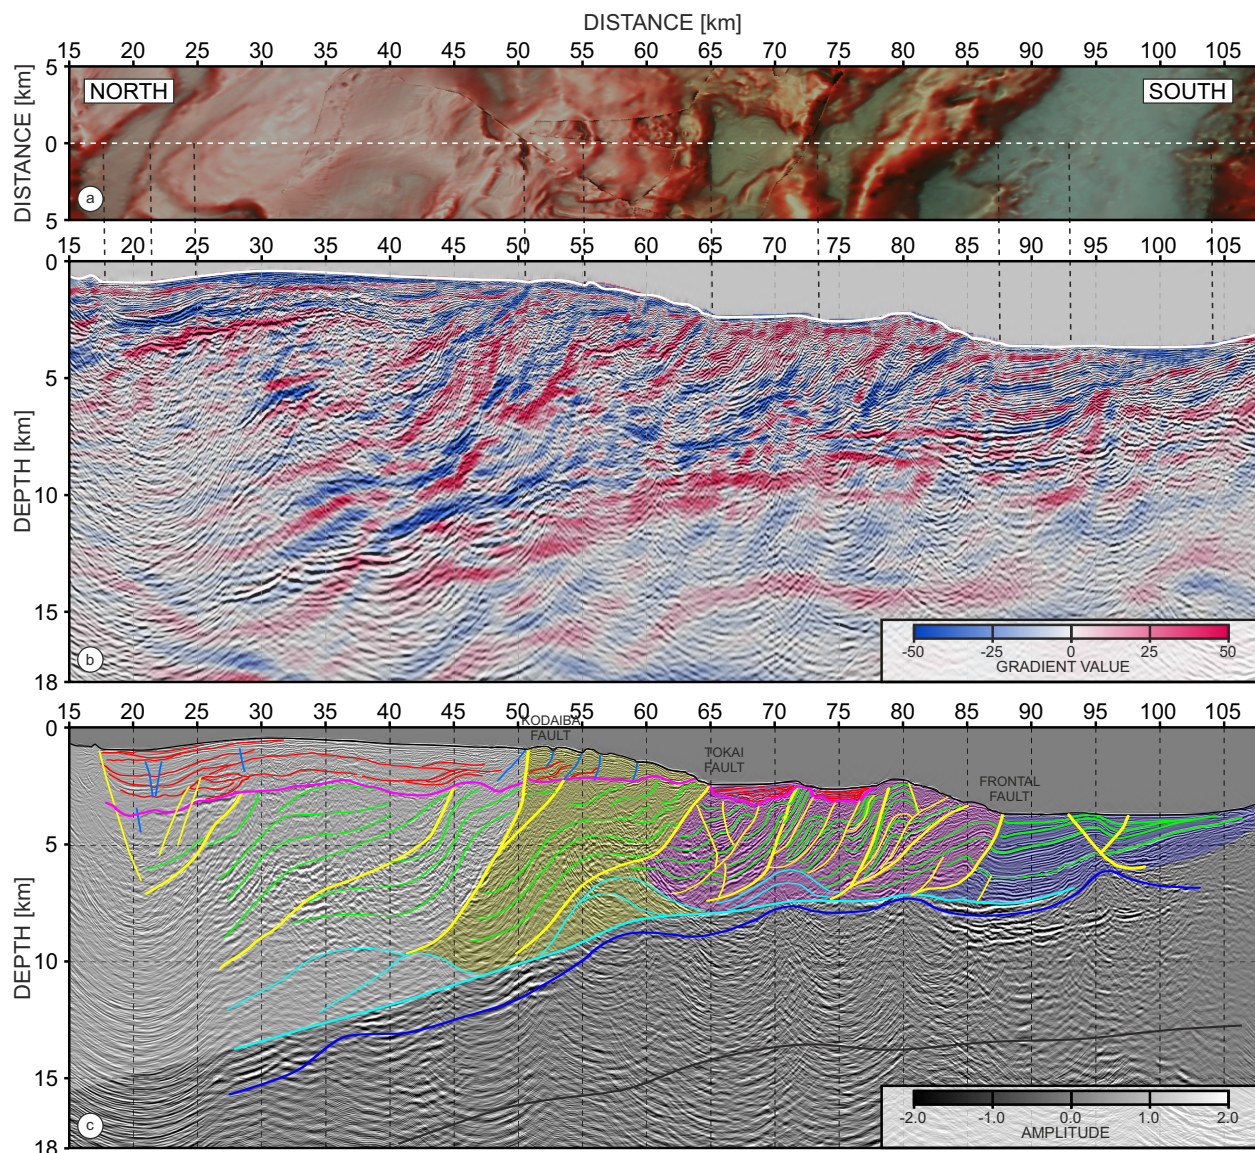 DISTANCE [km]
15 20 25 30 35 40 45 50 55 60 65 70 75 80 85 90 95 100 105
DISTANCE [km]
5
0
5
NORTH
SOUTH
a
15 20 25 30 35 40 45 50 55 60 65 70 75 80 85 90 95 100 105
DEPTH [km]
0
5
10
15
18
-50 -25 0 25 50
GRADIENT VALUE
b
15 20 25 30 35 40 45 50 55 60 65 70 75 80 85 90 95 100 105
DEPTH [km]
0
5
10
15
18
KODAIBA
FAULT
TOKAI
FAULT
FRONTAL
FAULT
-2.0 -1.0 0.0 1.0 2.0
AMPLITUDE
c